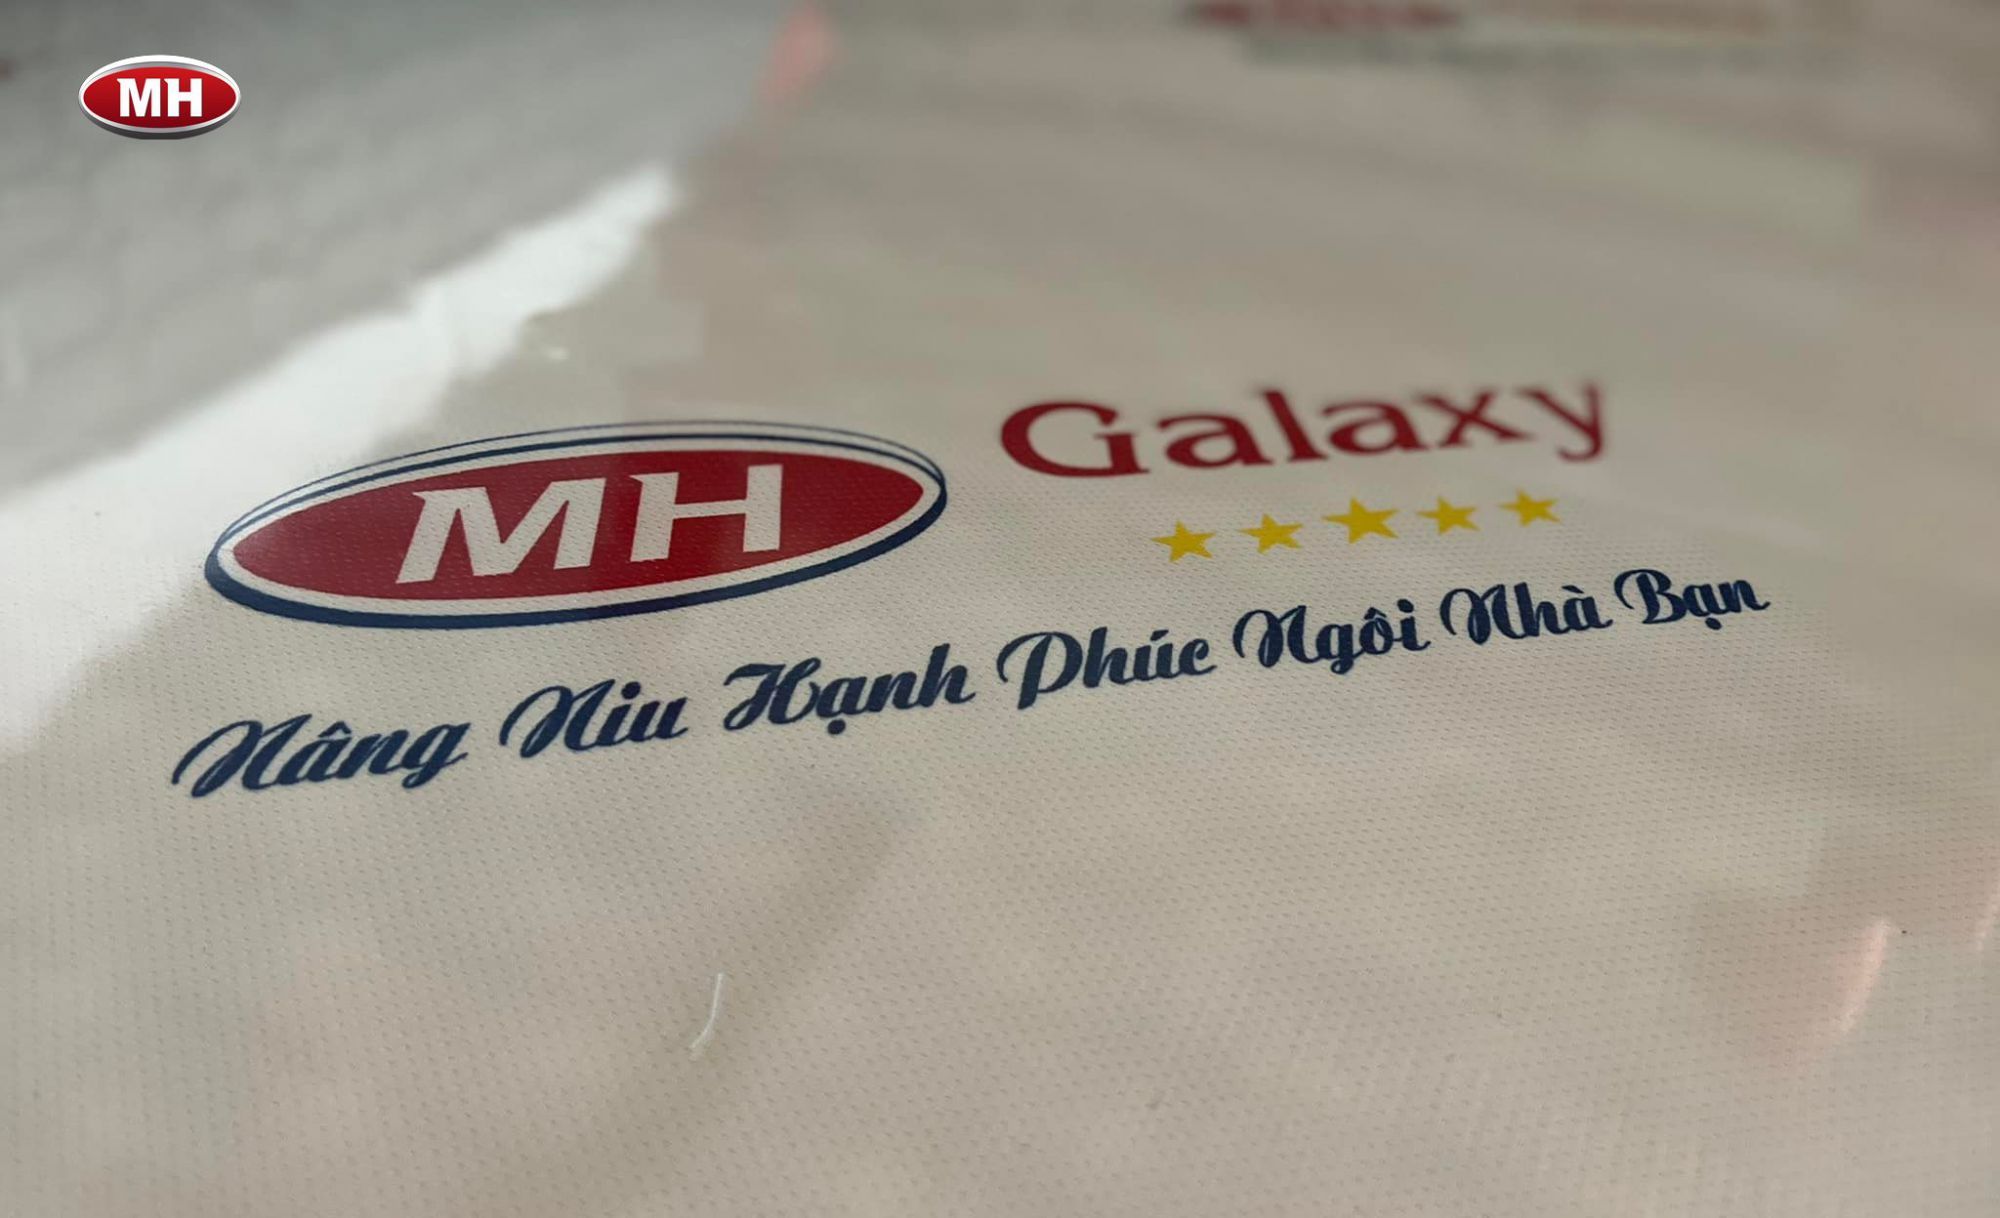 MH
MH
Galaxy
Nâng Niu Hạnh Phúc Ngôi Nhà Bạn